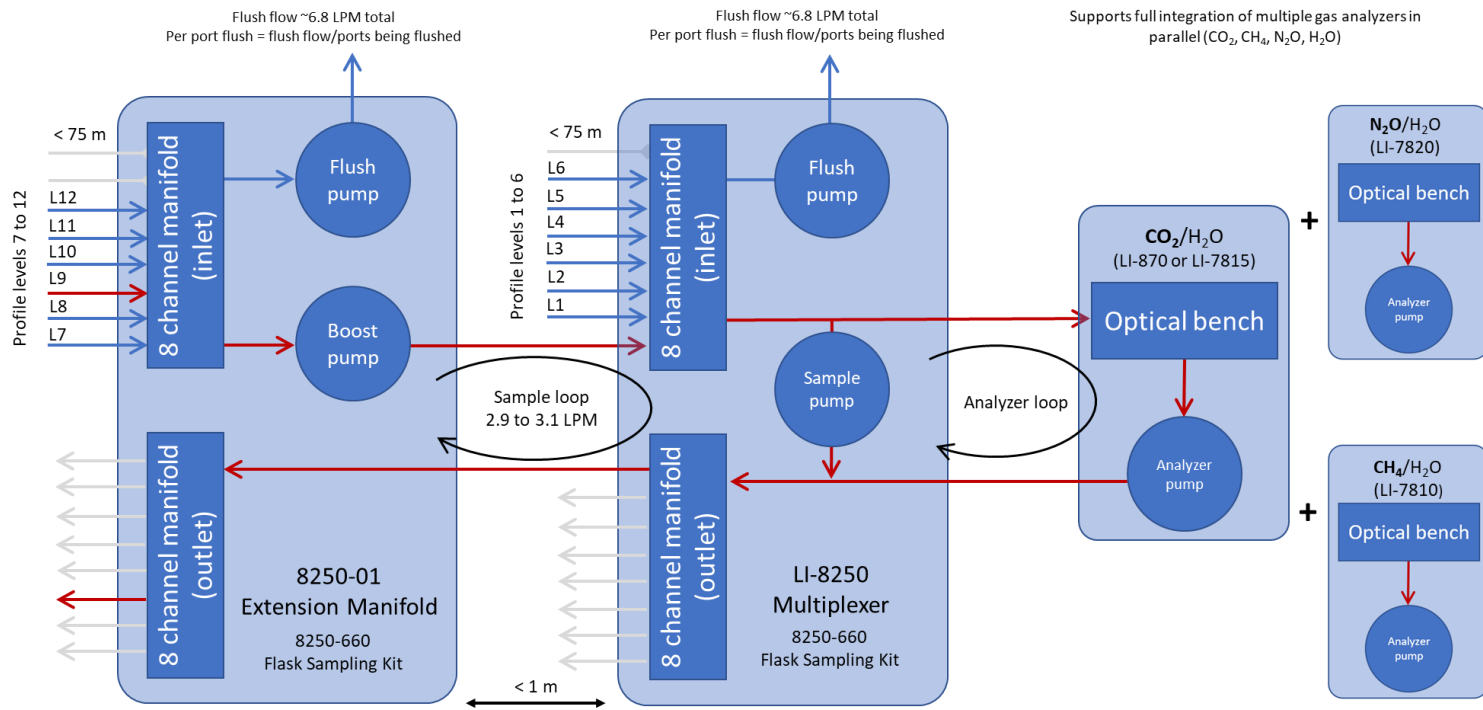 Flush flow ~6.8 LPM total
Per port flush = flush flow/ports being flushed
Flush flow ~6.8 LPM total
Per port flush = flush flow/ports being flushed
Supports full integration of multiple gas analyzers in
parallel (CO₂, CH₄, N₂O, H₂O)
Profile levels 7 to 12
< 75 m
L12
L11
L10
L9
L8
L7
8 channel manifold
(inlet)
Flush
pump
Boost
pump
8 channel manifold
(outlet)
8250-01
Extension Manifold
8250-660
Flask Sampling Kit
Sample loop
2.9 to 3.1 LPM
< 1 m
Profile levels 1 to 6
< 75 m
L6
L5
L4
L3
L2
L1
8 channel manifold
(inlet)
Flush
pump
Sample
pump
8 channel manifold
(outlet)
LI-8250
Multiplexer
8250-660
Flask Sampling Kit
Analyzer loop
CO₂/H₂O
(LI-870 or LI-7815)
Optical bench
Analyzer
pump
+
N₂O/H₂O
(LI-7820)
Optical bench
Analyzer
pump
+
CH₄/H₂O
(LI-7810)
Optical bench
Analyzer
pump